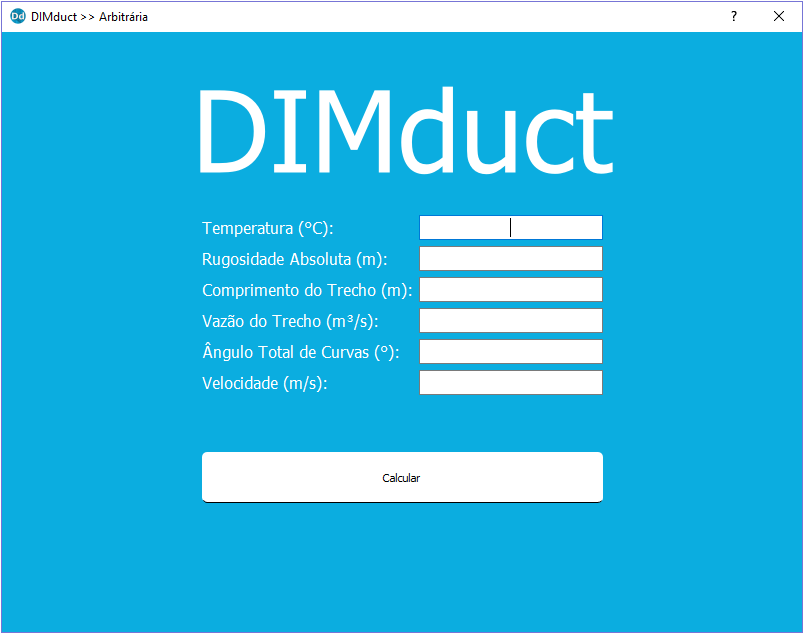 Dd DIMduct >> Arbitrária ?
DIMduct
Temperatura (°C):
Rugosidade Absoluta (m):
Comprimento do Trecho (m):
Vazão do Trecho (m³/s):
Ângulo Total de Curvas (°):
Velocidade (m/s):
Calcular